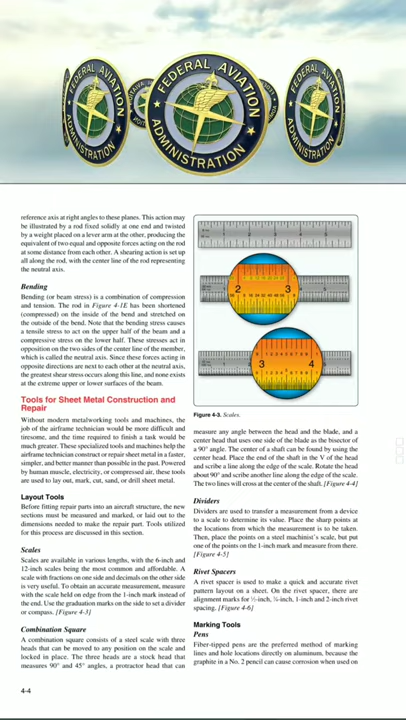 FEDERAL AVIATION
ADMINISTRATION
FEDERAL AVIATION
ADMINISTRATION
FEDERAL AVIATION
ADMINISTRATION
reference axis at right angles to these planes. This action may
be illustrated by a rod fixed solidly at one end and twisted
by a weight placed on a lever arm at the other, producing the
equivalent of two equal and opposite forces acting on the rod
at some distance from each other. A shearing action is set up
all along the rod, with the center line of the rod representing
the neutral axis.
Bending
Bending (or beam stress) is a combination of compression
and tension. The rod in Figure 4-1E has been shortened
(compressed) on the inside of the bend and stretched on
the outside of the bend. Note that the bending stress causes
a tensile stress to act on the upper half of the beam and a
compressive stress on the lower half. These stresses act in
opposition on the two sides of the center line of the member,
which is called the neutral axis. Since these forces acting in
opposite directions are next to each other at the neutral axis,
the greatest shear stress occurs along this line, and none exists
at the extreme upper or lower surfaces of the beam.
Tools for Sheet Metal Construction and
Repair
Without modern metalworking tools and machines, the
job of the airframe technician would be more difficult and
tiresome, and the time required to finish a task would be
much greater. These specialized tools and machines help the
airframe technician construct or repair sheet metal in a faster,
simpler, and better manner than possible in the past. Powered
by human muscle, electricity, or compressed air, these tools
are used to lay out, mark, cut, sand, or drill sheet metal.
Layout Tools
Before fitting repair parts into an aircraft structure, the new
sections must be measured and marked, or laid out to the
dimensions needed to make the repair part. Tools utilized
for this process are discussed in this section.
Scales
Scales are available in various lengths, with the 6-inch and
12-inch scales being the most common and affordable. A
scale with fractions on one side and decimals on the other side
is very useful. To obtain an accurate measurement, measure
with the scale held on edge from the 1-inch mark instead of
the end. Use the graduation marks on the side to set a divider
or compass. [Figure 4-3]
Combination Square
A combination square consists of a steel scale with three
heads that can be moved to any position on the scale and
locked in place. The three heads are a stock head that
measures 90° and 45° angles, a protractor head that can
2 3
3 4
Figure 4-3. Scales.
measure any angle between the head and the blade, and a
center head that uses one side of the blade as the bisector of
a 90° angle. The center of a shaft can be found by using the
center head. Place the end of the shaft in the V of the head
and scribe a line along the edge of the scale. Rotate the head
about 90° and scribe another line along the edge of the scale.
The two lines will cross at the center of the shaft. [Figure 4-4]
Dividers
Dividers are used to transfer a measurement from a device
to a scale to determine its value. Place the sharp points at
the locations from which the measurement is to be taken.
Then, place the points on a steel machinist's scale, but put
one of the points on the 1-inch mark and measure from there.
[Figure 4-5]
Rivet Spacers
A rivet spacer is used to make a quick and accurate rivet
pattern layout on a sheet. On the rivet spacer, there are
alignment marks for ½-inch, ¾-inch, 1-inch and 2-inch rivet
spacing. [Figure 4-6]
Marking Tools
Pens
Fiber-tipped pens are the preferred method of marking
lines and hole locations directly on aluminum, because the
graphite in a No. 2 pencil can cause corrosion when used on
4-4